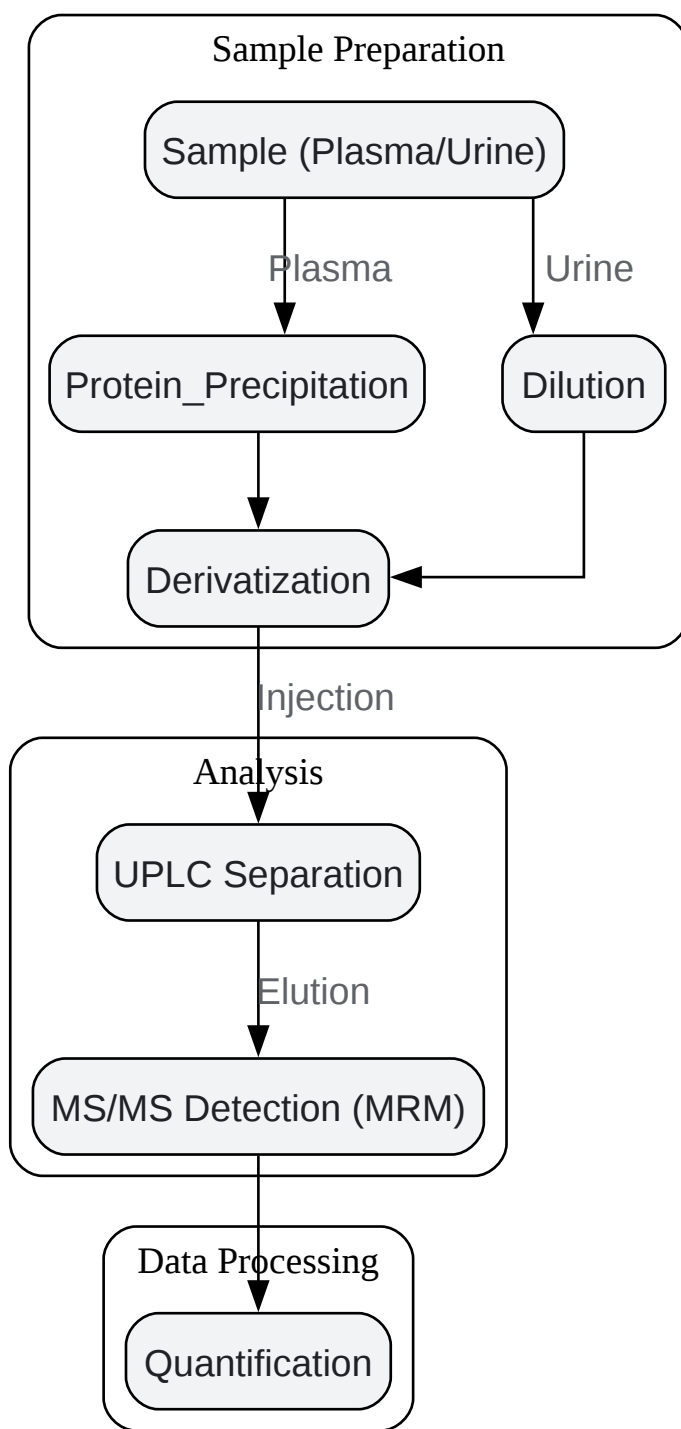 Sample Preparation
Sample (Plasma/Urine)
Plasma
Urine
Protein_Precipitation
Dilution
Derivatization
Injection
Analysis
UPLC Separation
Elution
MS/MS Detection (MRM)
Data Processing
Quantification